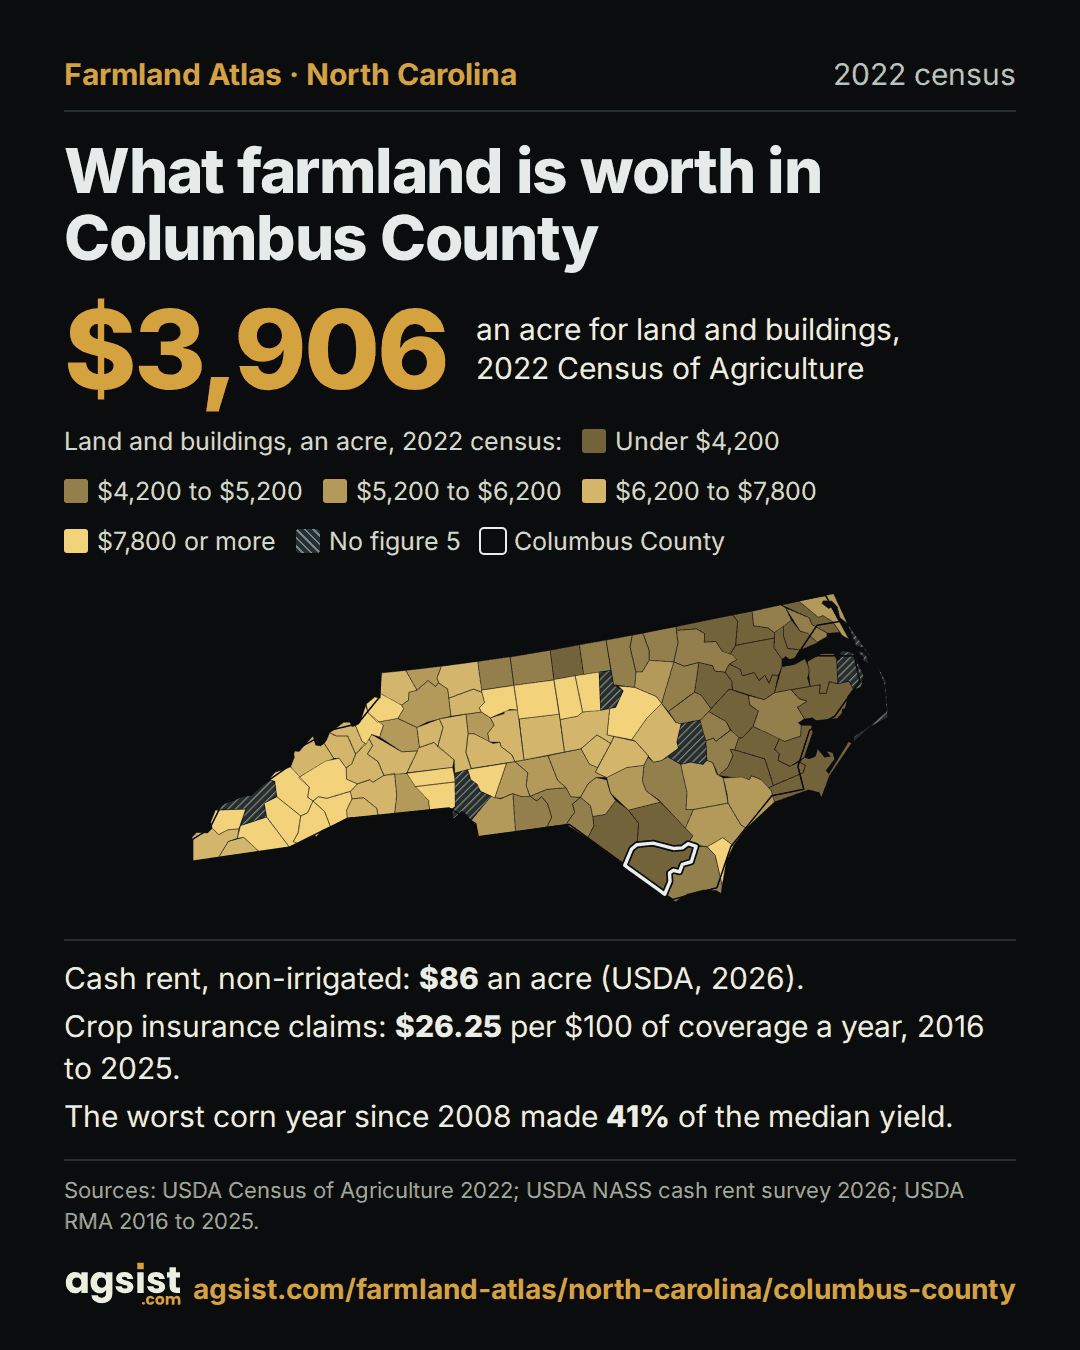 Farmland Atlas · North Carolina
2022 census
What farmland is worth in
Columbus County
$3,906
an acre for land and buildings,
2022 Census of Agriculture
Land and buildings, an acre, 2022 census: Under $4,200
$4,200 to $5,200 $5,200 to $6,200 $6,200 to $7,800
$7,800 or more No figure 5 Columbus County
Cash rent, non-irrigated: $86 an acre (USDA, 2026).
Crop insurance claims: $26.25 per $100 of coverage a year, 2016
to 2025.
The worst corn year since 2008 made 41% of the median yield.
Sources: USDA Census of Agriculture 2022; USDA NASS cash rent survey 2026; USDA
RMA 2016 to 2025.
agsist.com agsist.com/farmland-atlas/north-carolina/columbus-county